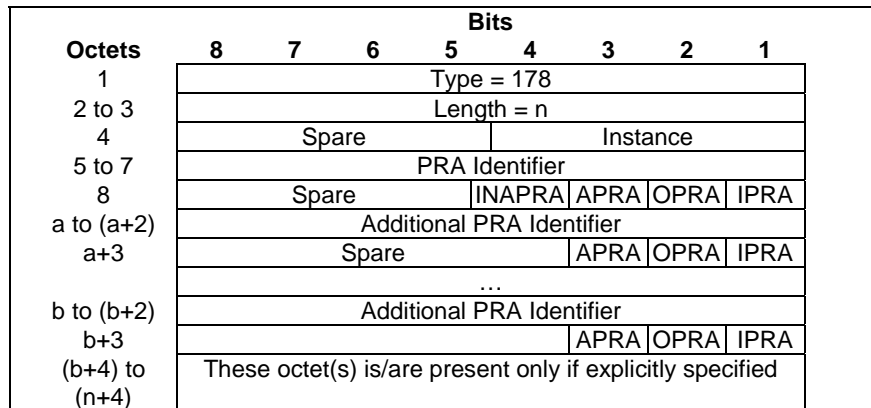 Bits
Octets 8 7 6 5 4 3 2 1
1 Type = 178
2 to 3 Length = n
4 Spare Instance
5 to 7 PRA Identifier
8 Spare INAPRA APRA OPRA IPRA
a to (a+2) Additional PRA Identifier
a+3 Spare APRA OPRA IPRA
…
b to (b+2) Additional PRA Identifier
b+3 APRA OPRA IPRA
(b+4) to These octet(s) is/are present only if explicitly specified
(n+4)